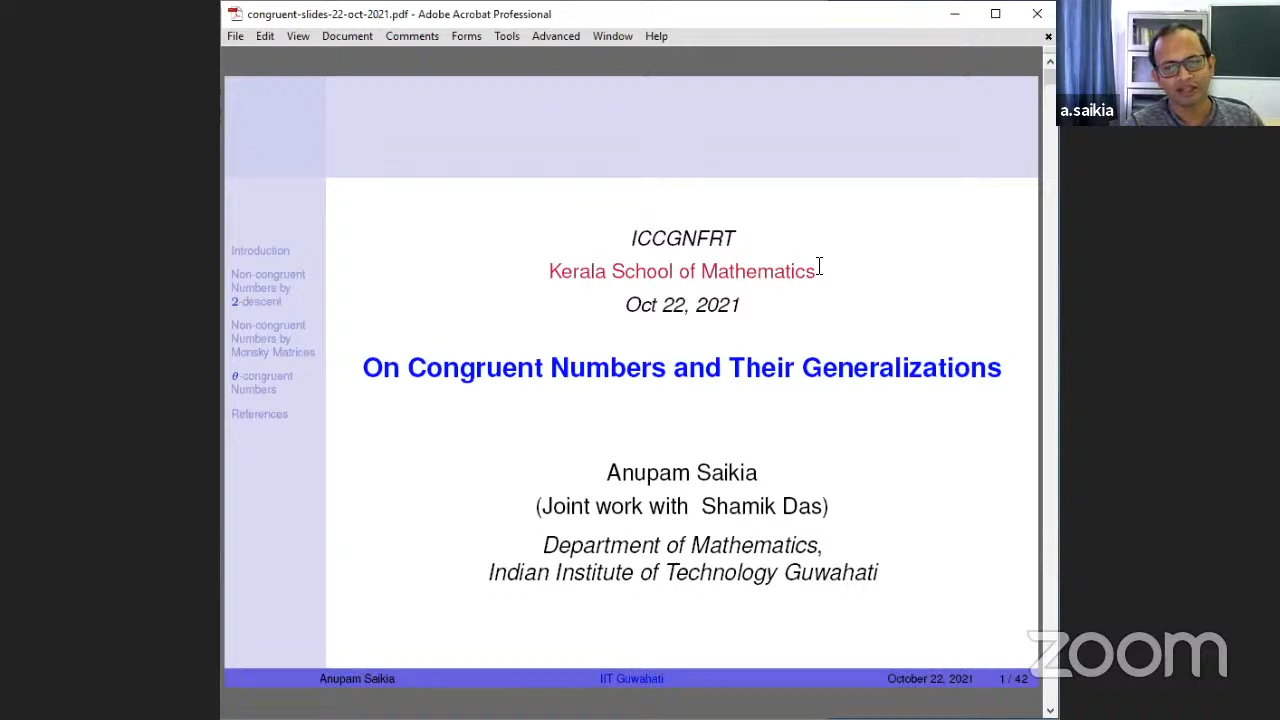 congruent-slides-22-oct-2021.pdf - Adobe Acrobat Professional
File Edit View Document Comments Forms Tools Advanced Window Help
a.saikia
Introduction
Non-congruent
Numbers by
2-descent
Non-congruent
Numbers by
Monsky Matrices
θ-congruent
Numbers
References
ICCGNFRT
Kerala School of Mathematics
Oct 22, 2021
On Congruent Numbers and Their Generalizations
Anupam Saikia
(Joint work with Shamik Das)
Department of Mathematics,
Indian Institute of Technology Guwahati
Anupam Saikia IIT Guwahati October 22, 2021 1 / 42
zoom